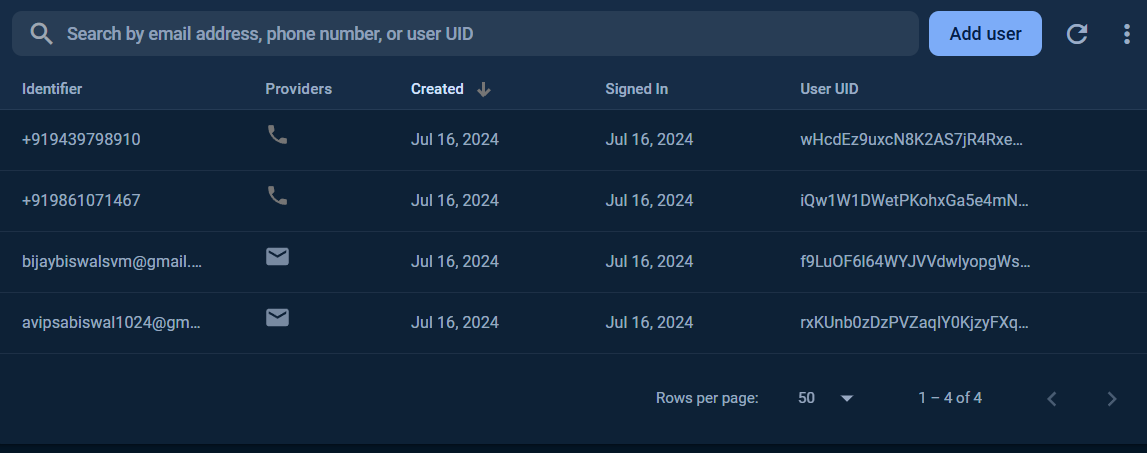 Search by email address, phone number, or user UID
Add user
Identifier Providers Created Signed In User UID
+919439798910 Jul 16, 2024 Jul 16, 2024 wHcdEz9uxcN8K2AS7jR4Rxe...
+919861071467 Jul 16, 2024 Jul 16, 2024 iQw1W1DWetPKohxGa5e4mN...
bijaybiswalsvm@gmail.... Jul 16, 2024 Jul 16, 2024 f9LuOF6I64WYJVVdwIyopgWs...
avipsabiswal1024@gm... Jul 16, 2024 Jul 16, 2024 rxKUnb0zDzPVZaqIY0KjzyFXq...
Rows per page: 50 1 – 4 of 4